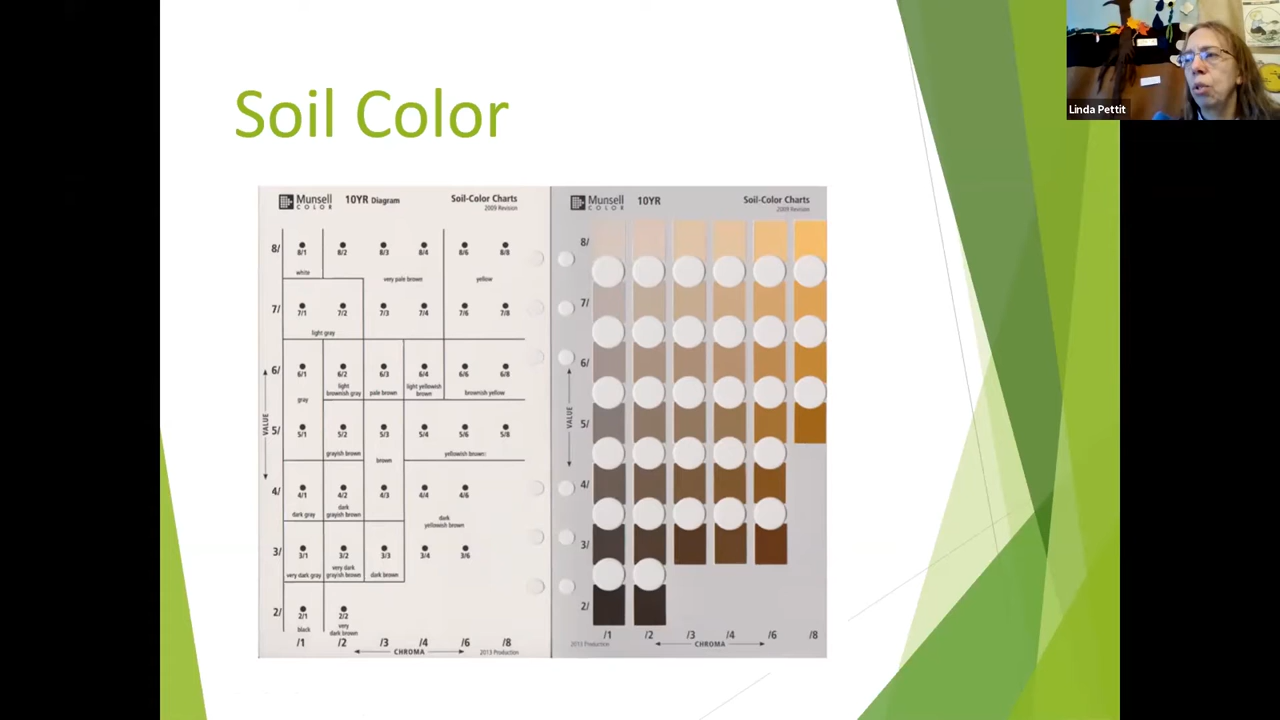 Soil Color
Linda Pettit
Munsell COLOR 10YR Diagram Soil-Color Charts
2009 Revision
8/ 8/1 8/2 8/3 8/4 8/6 8/8
white very pale brown yellow
7/ 7/1 7/2 7/3 7/4 7/6 7/8
light gray
6/ 6/1 6/2 6/3 6/4 6/6 6/8
gray light brownish gray pale brown light yellowish brown brownish yellow
5/ 5/1 5/2 5/3 5/4 5/6 5/8
grayish brown brown yellowish brown
4/ 4/1 4/2 4/3 4/4 4/6
dark gray dark grayish brown dark yellowish brown
3/ 3/1 3/2 3/3 3/4 3/6
very dark gray very dark grayish brown dark brown
2/ 2/1 2/2
black very dark brown
/1 /2 /3 /4 /6 /8
VALUE
CHROMA
2013 Production
Munsell COLOR 10YR Soil-Color Charts
2009 Revision
8/
7/
6/
5/
4/
3/
2/
VALUE
/1 /2 /3 /4 /6 /8
2013 Production CHROMA